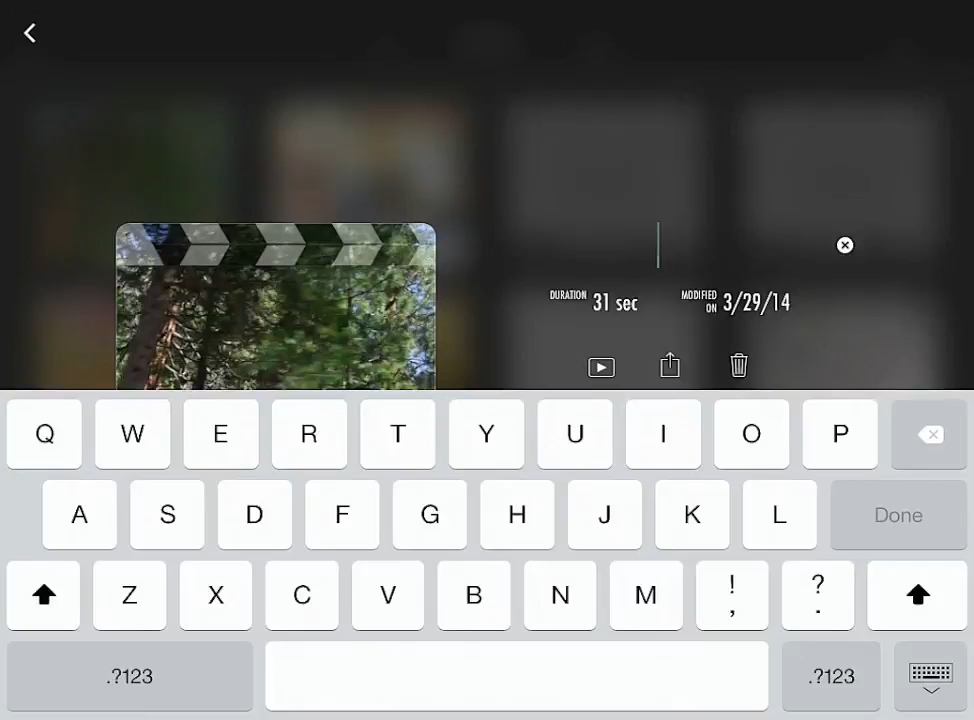 DURATION 31 sec MODIFIED ON 3/29/14
Q W E R T Y U I O P
A S D F G H J K L Done
Z X C V B N M ! , ? .
.?123 .?123